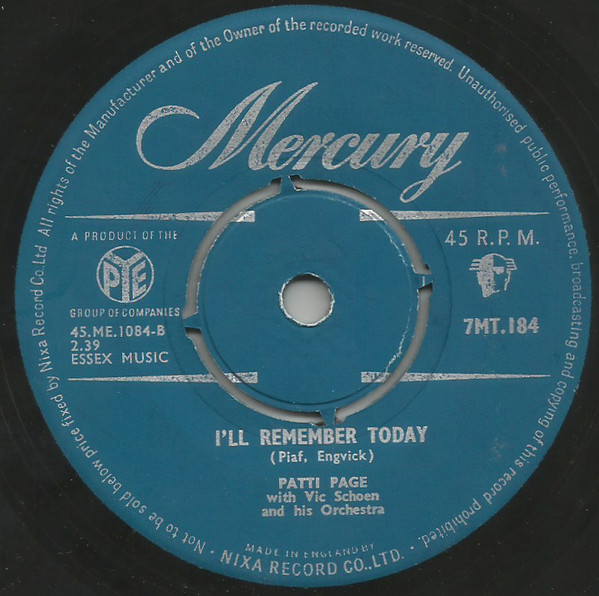 Mercury
All rights of the Manufacturer and of the Owner of the recorded work reserved. Unauthorised public performance, broadcasting and copying of this record prohibited.
A PRODUCT OF THE
PYE
GROUP OF COMPANIES
45.ME.1084-B
2.39
ESSEX MUSIC
45 R.P.M.
7MT.184
I'LL REMEMBER TODAY
(Piaf, Engvick)
PATTI PAGE
with Vic Schoen
and his Orchestra
MADE IN ENGLAND BY
• NIXA RECORD CO., LTD. •
Not to be sold below price fixed by Nixa Record Co. Ltd